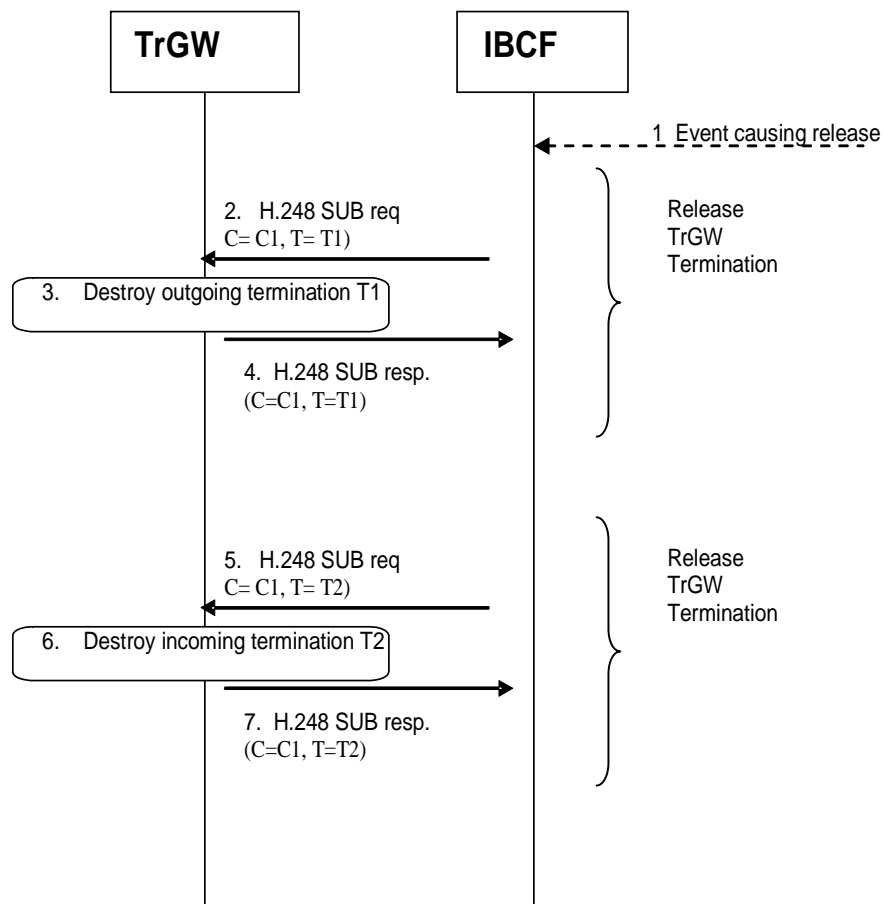 TrGW
IBCF
1 Event causing release
2. H.248 SUB req
C= C1, T= T1)
Release
TrGW
Termination
3. Destroy outgoing termination T1
4. H.248 SUB resp.
(C=C1, T=T1)
5. H.248 SUB req
C= C1, T= T2)
Release
TrGW
Termination
6. Destroy incoming termination T2
7. H.248 SUB resp.
(C=C1, T=T2)